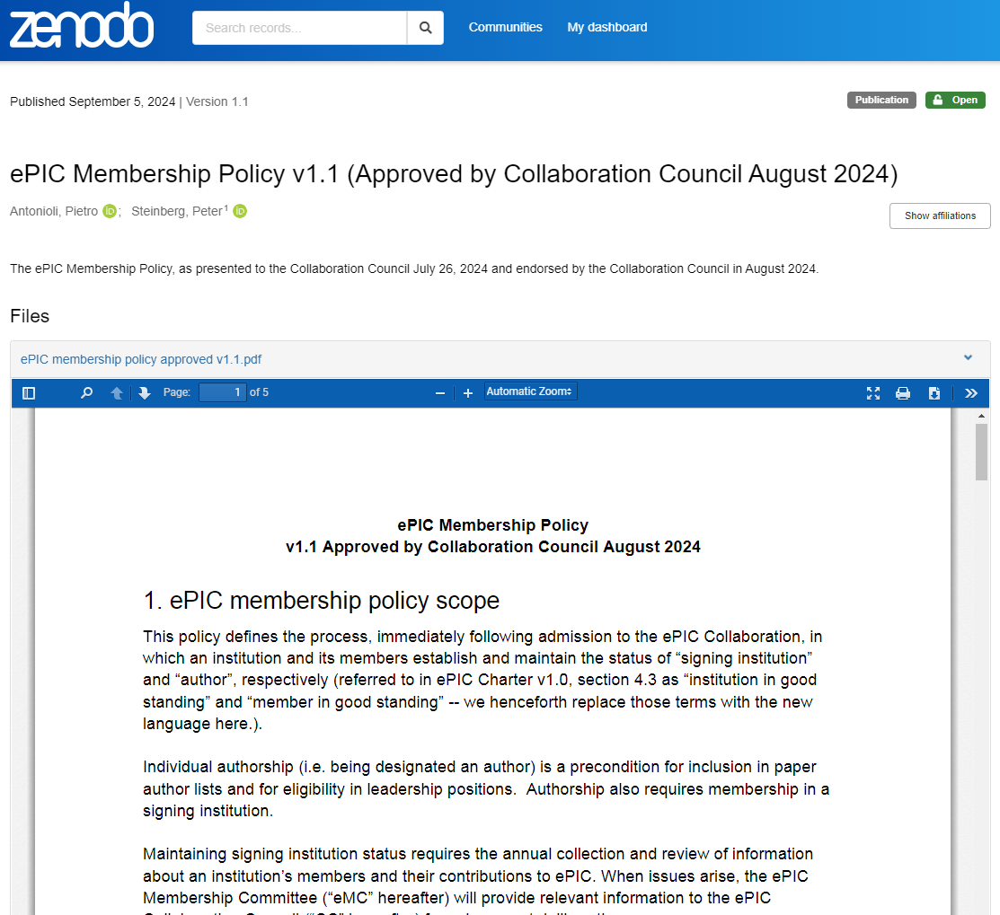 zenodo
Search records...
Communities
My dashboard
Published September 5, 2024 | Version 1.1
Publication
Open
ePIC Membership Policy v1.1 (Approved by Collaboration Council August 2024)
Antonioli, Pietro iD; Steinberg, Peter¹ iD
Show affiliations
The ePIC Membership Policy, as presented to the Collaboration Council July 26, 2024 and endorsed by the Collaboration Council in August 2024.
Files
ePIC membership policy approved v1.1.pdf
Page: 1 of 5
Automatic Zoom
ePIC Membership Policy
v1.1 Approved by Collaboration Council August 2024
1. ePIC membership policy scope
This policy defines the process, immediately following admission to the ePIC Collaboration, in
which an institution and its members establish and maintain the status of “signing institution”
and “author”, respectively (referred to in ePIC Charter v1.0, section 4.3 as “institution in good
standing” and “member in good standing” -- we henceforth replace those terms with the new
language here.).
Individual authorship (i.e. being designated an author) is a precondition for inclusion in paper
author lists and for eligibility in leadership positions.  Authorship also requires membership in a
signing institution.
Maintaining signing institution status requires the annual collection and review of information
about an institution’s members and their contributions to ePIC. When issues arise, the ePIC
Membership Committee (“eMC” hereafter) will provide relevant information to the ePIC